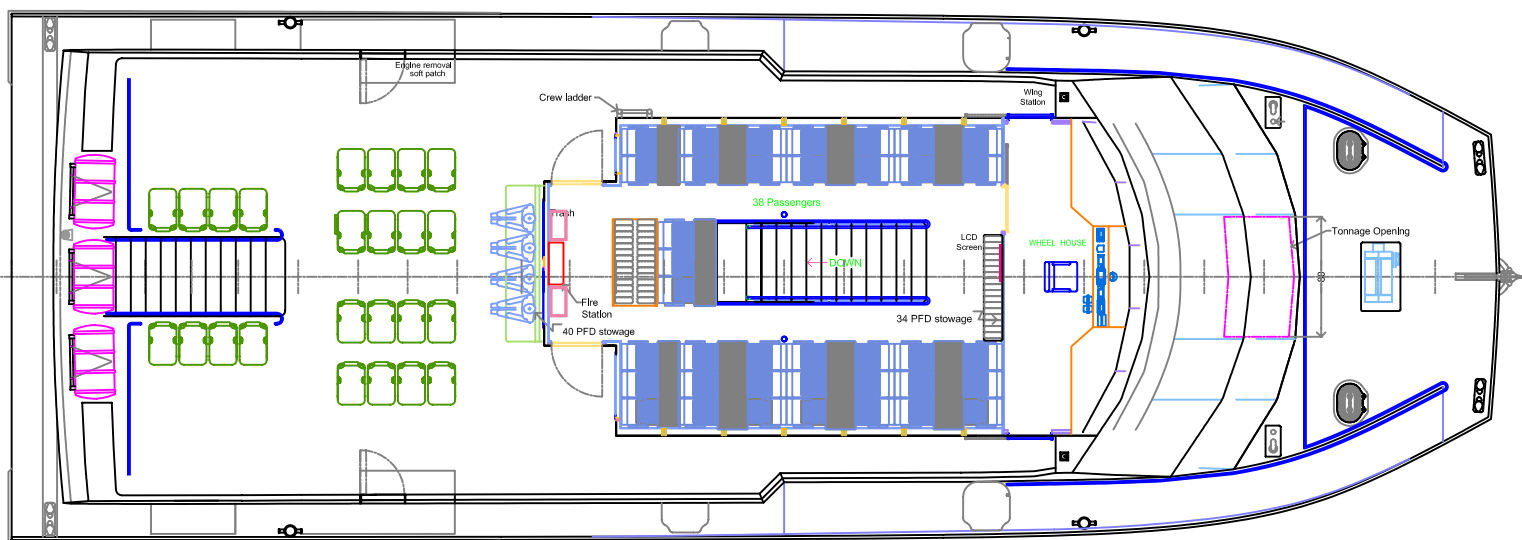 Engine removal
soft patch
Crew ladder
Wing
Station
38 Passengers
Trash
LCD
Screen
WHEEL HOUSE
Tonnage Opening
DOWN
88
Fire
Station
34 PFD stowage
40 PFD stowage